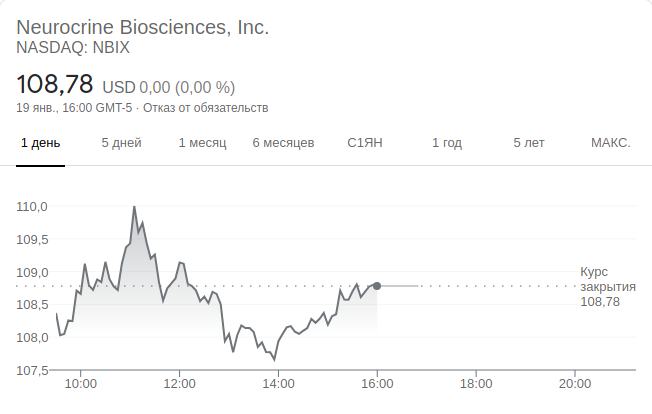 Neurocrine Biosciences, Inc.
NASDAQ: NBIX
108,78 USD 0,00 (0,00 %)
19 янв., 16:00 GMT-5 · Отказ от обязательств
1 день 5 дней 1 месяц 6 месяцев С1ЯН 1 год 5 лет МАКС.
110,0
109,5
109,0
Курс
закрытия
108,78
108,5
108,0
107,5
10:00 12:00 14:00 16:00 18:00 20:00